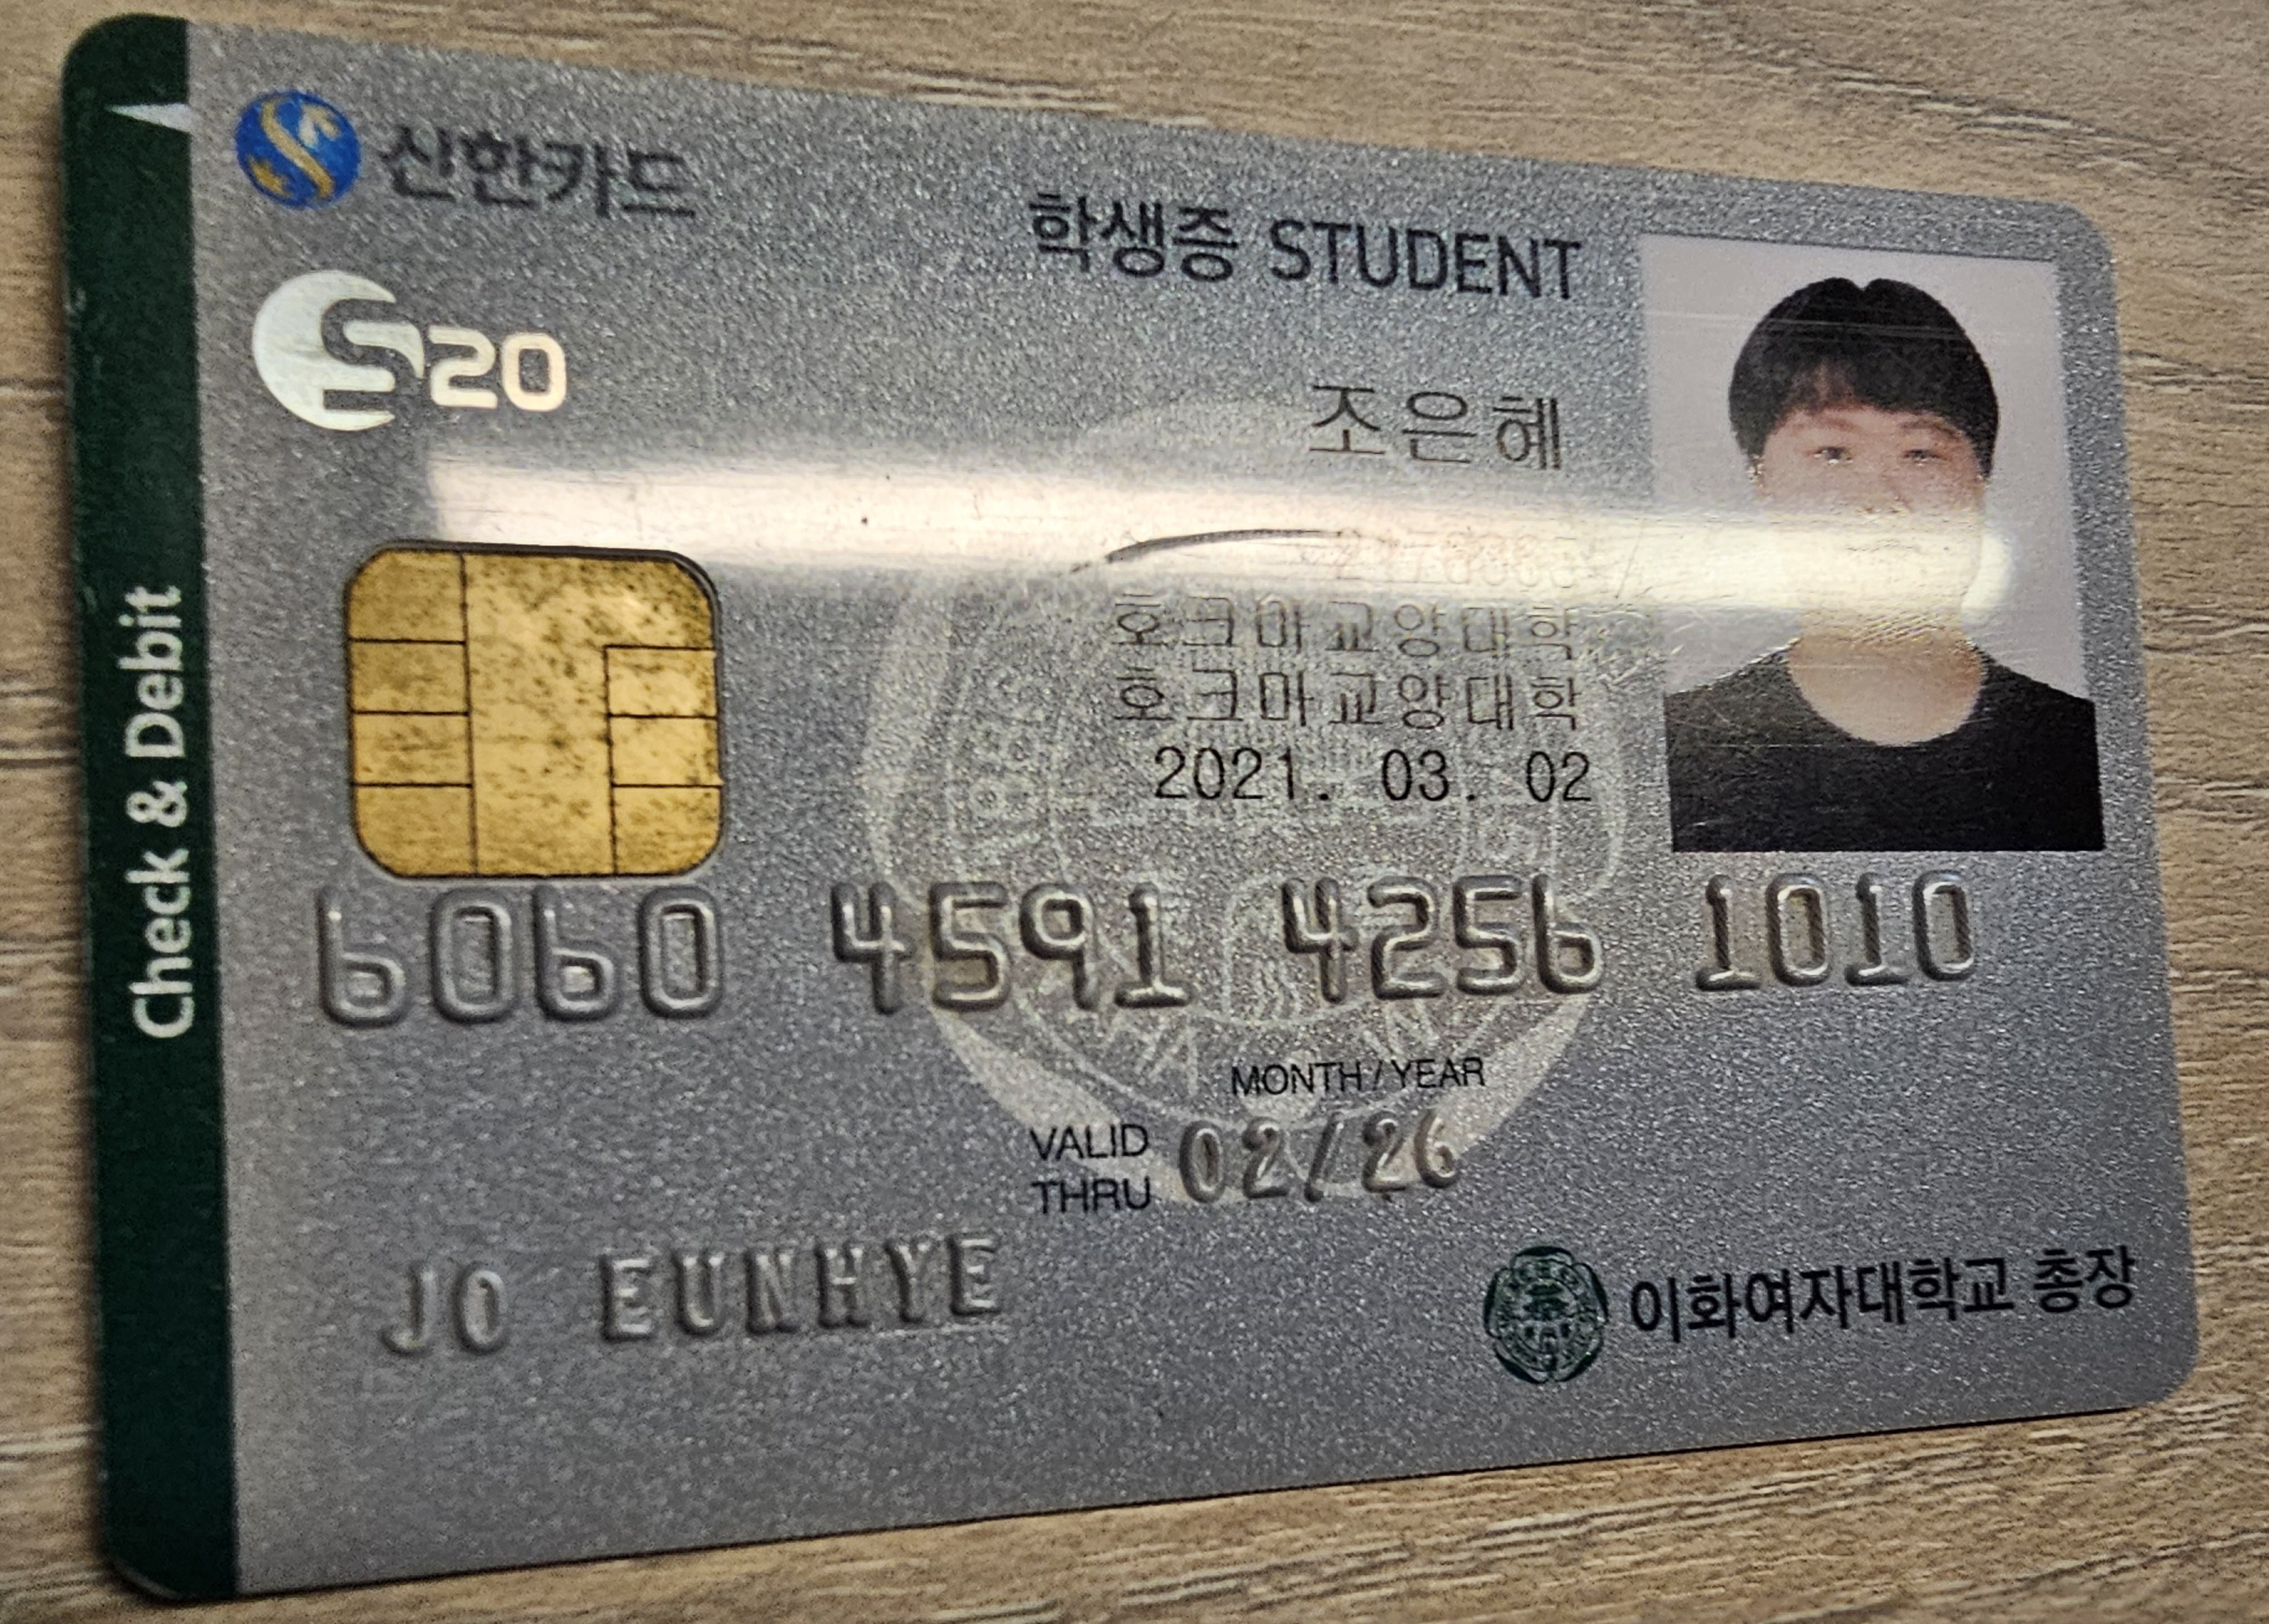 신한카드
S20
학생증 STUDENT
조은혜
호크마교양대학
호크마교양대학
2021. 03. 02
6060 4591 4256 1010
MONTH / YEAR
VALID THRU 02/26
JO EUNHYE
이화여자대학교 총장
Check & Debit